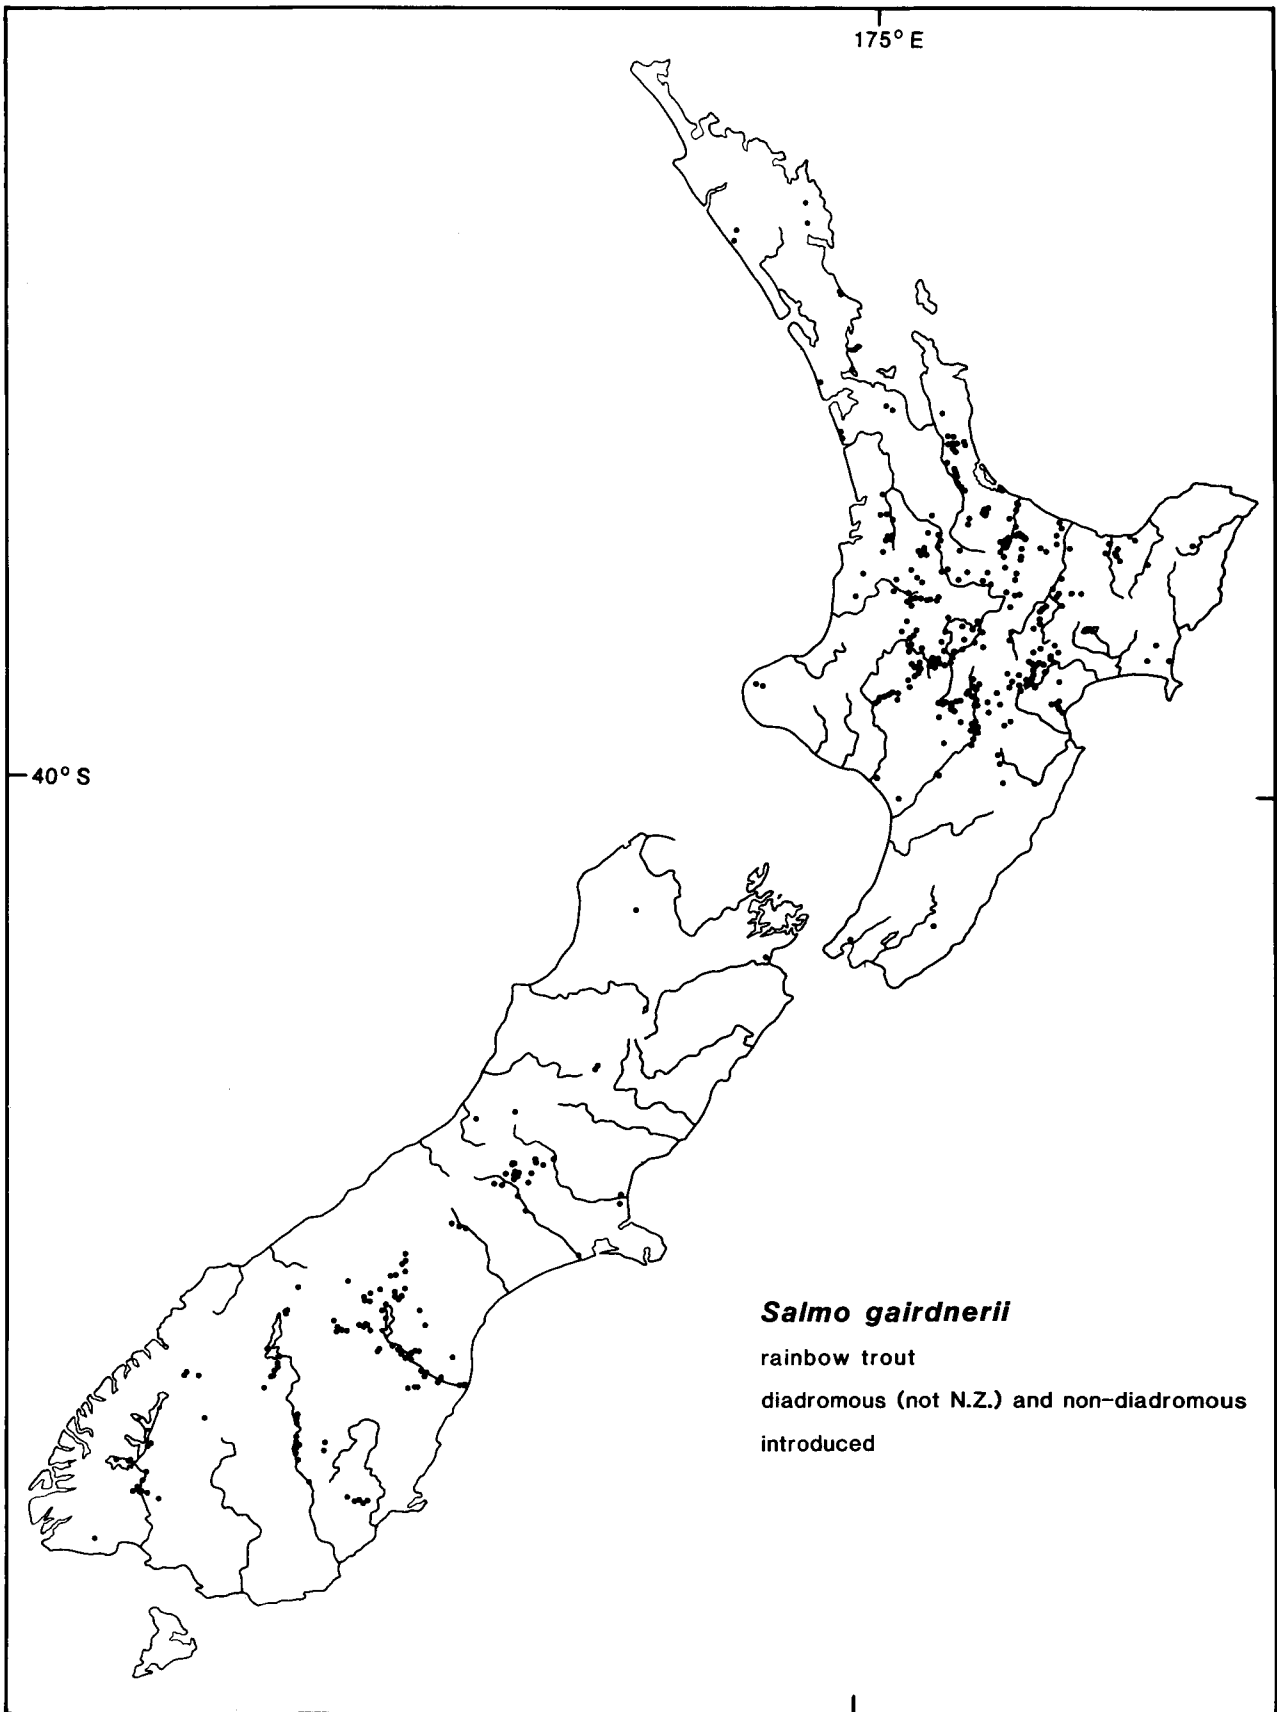 175° E
40° S
Salmo gairdnerii
rainbow trout
diadromous (not N.Z.) and non-diadromous
introduced